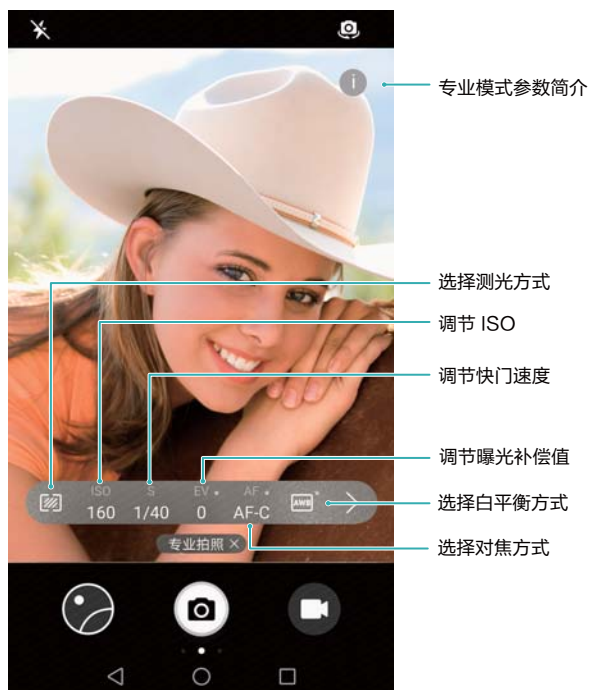 i
专业模式参数简介
选择测光方式
调节 ISO
调节快门速度
调节曝光补偿值
ISO S EV AF
160 1/40 0 AF-C AWB
选择白平衡方式
专业拍照 ×
选择对焦方式